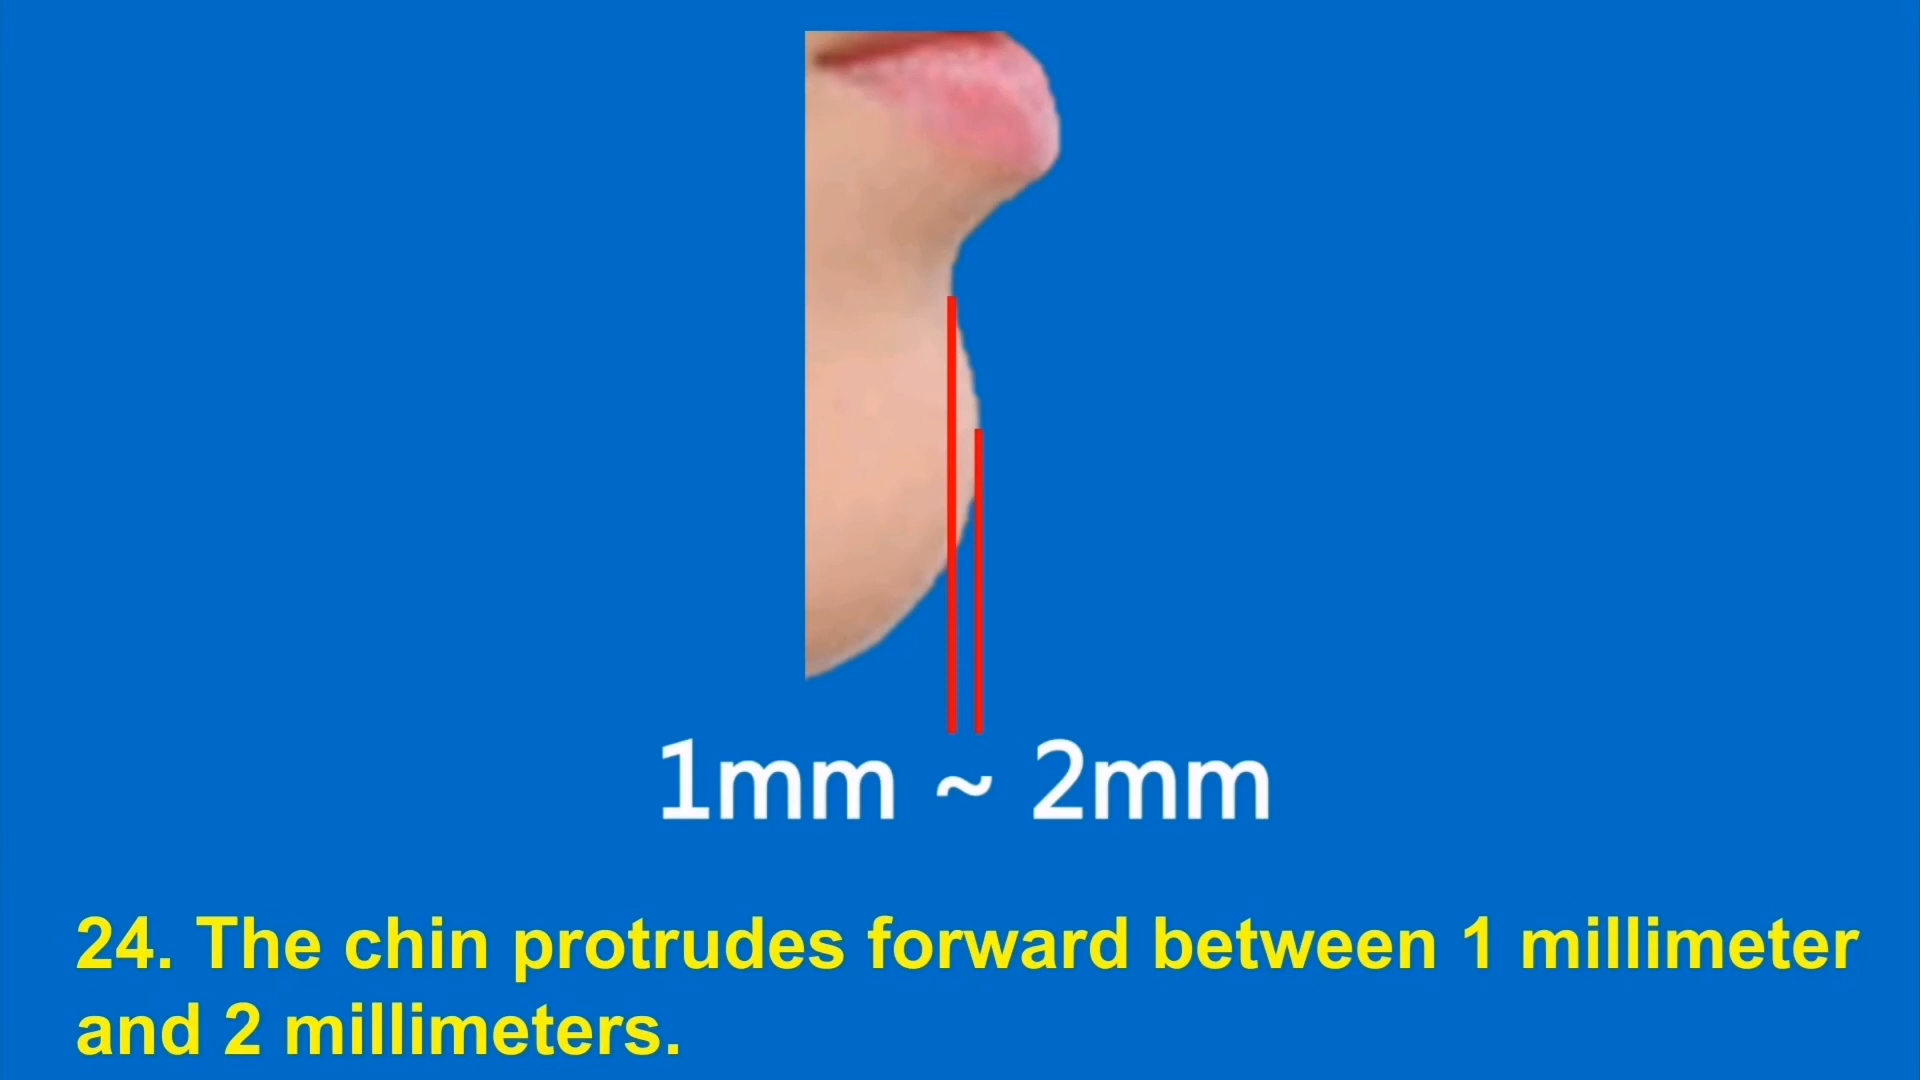 1mm ~ 2mm
24. The chin protrudes forward between 1 millimeter
and 2 millimeters.